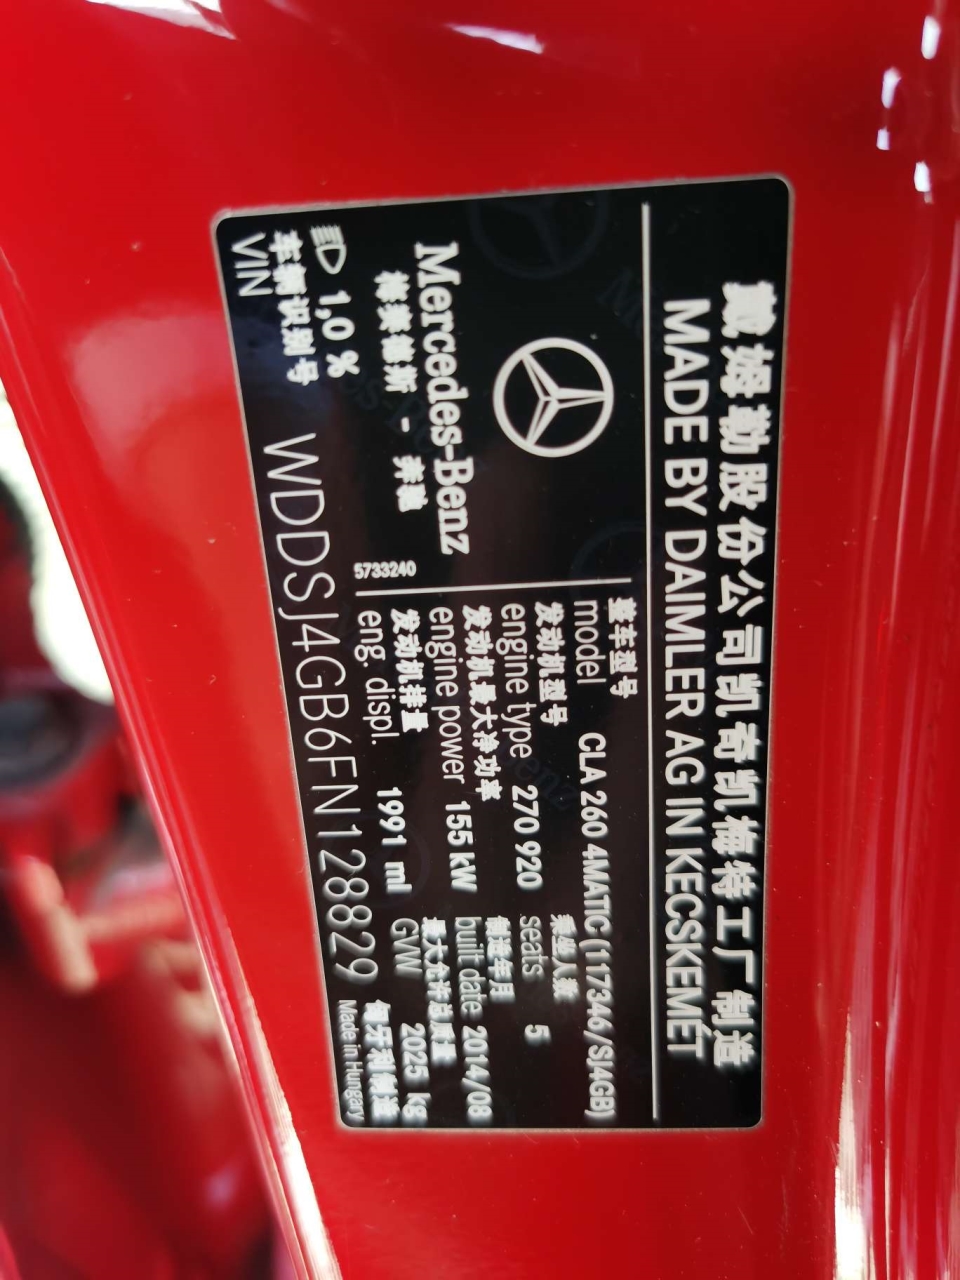 戴姆勒股份公司凯奇凯梅特工厂制造
MADE BY DAIMLER AG IN KECSKEMÉT
Mercedes-Benz
梅赛德斯 - 奔驰
1,0 %
5733240
整车型号
model CLA 260 4MATIC (117346/SJ4GB)
发动机型号 乘坐人数
engine type 270 920 seats 5
发动机最大净功率 制造年月
engine power 155 kW built date 2014/08
发动机排量 最大允许总质量
eng. displ. 1991 ml GVW 2025 kg
车辆识别号 匈牙利制造
VIN WDDSJ4GB6FN128829 Made in Hungary